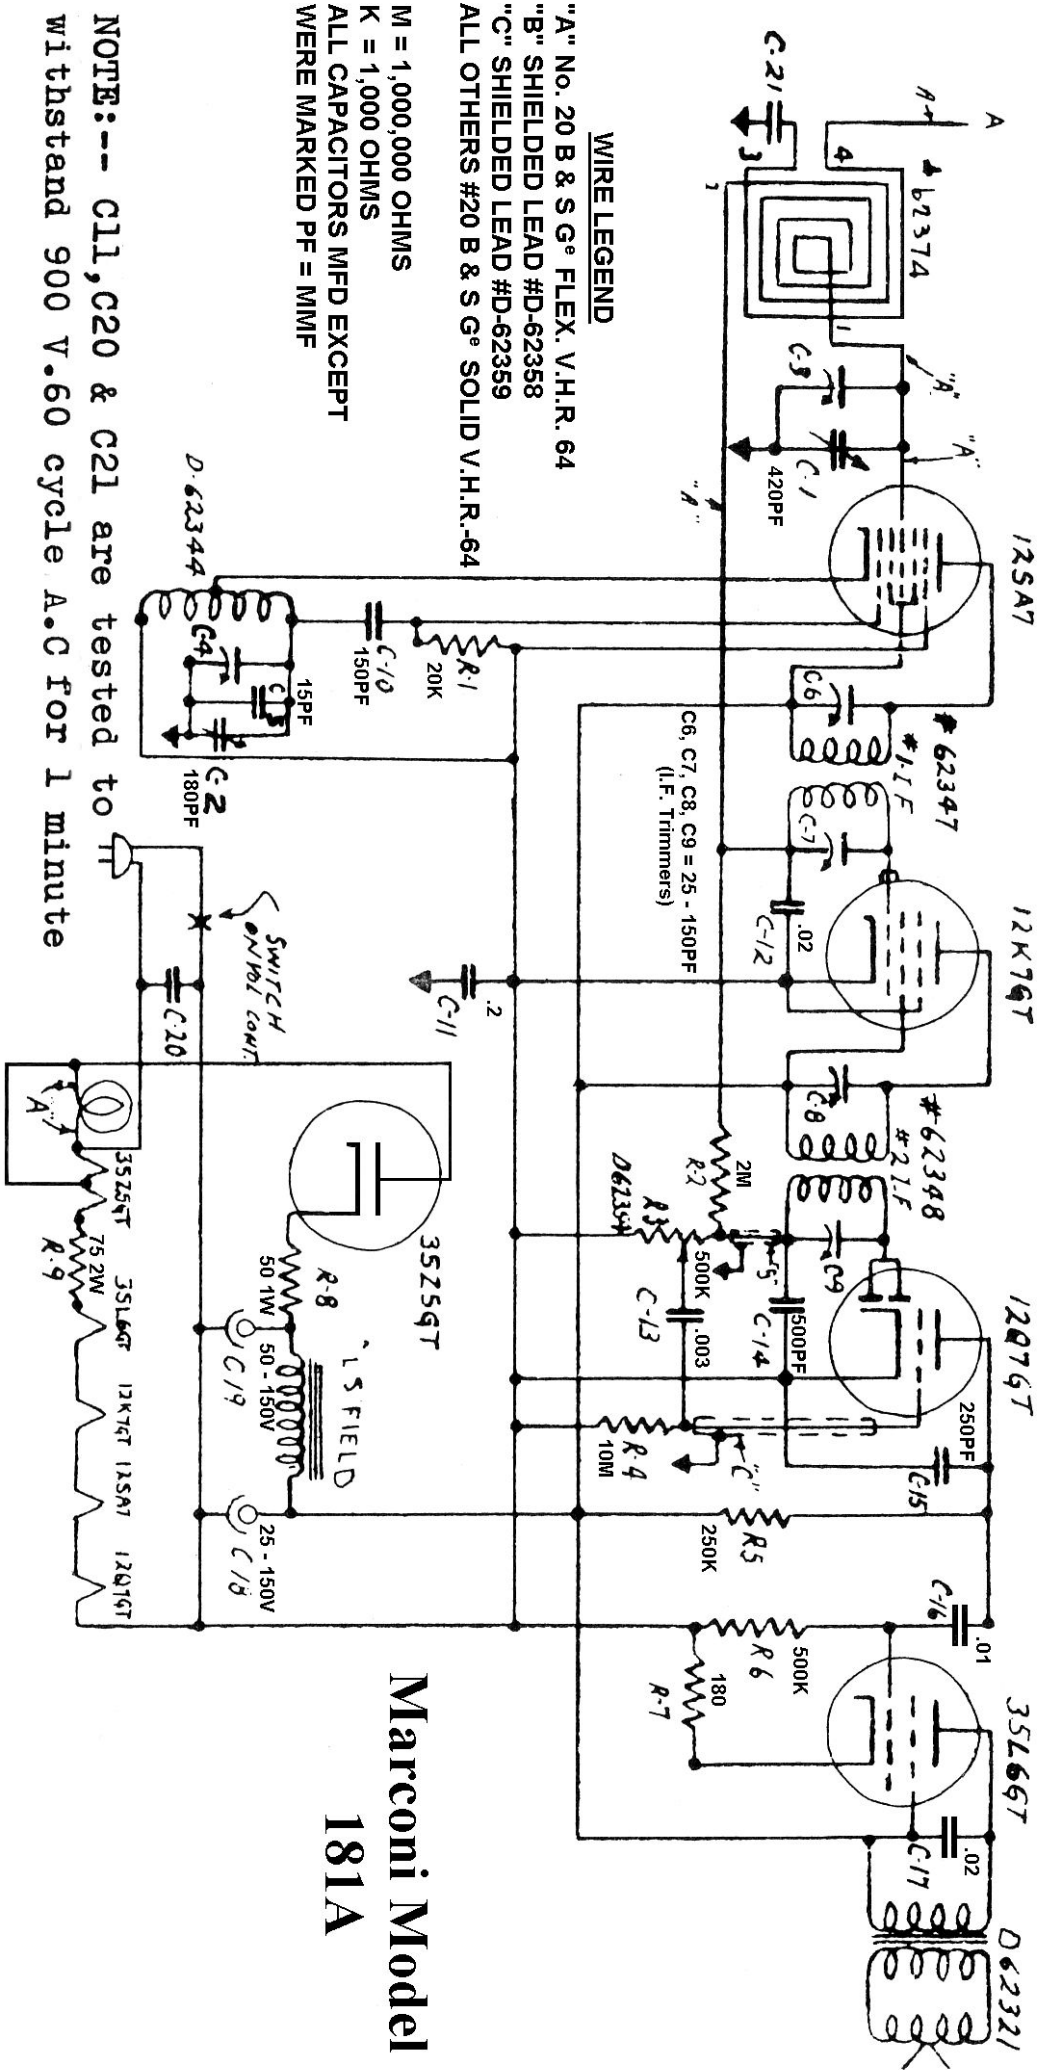 A
A
4
62374
C-21
3
1
2
"A"
"A"
"A"
C-3
C-1
420PF
12SA7
12K7GT
12Q7GT
35L6GT
D62321
WIRE LEGEND
"A" No. 20 B & S Gᵉ FLEX. V.H.R. 64
"B" SHIELDED LEAD #D-62358
"C" SHIELDED LEAD #D-62359
ALL OTHERS #20 B & S Gᵉ SOLID V.H.R.-64
M = 1,000,000 OHMS
K = 1,000 OHMS
ALL CAPACITORS MFD EXCEPT
WERE MARKED PF = MMF
NOTE:-- C11,C20 & C21 are tested to
withstand 900 V.60 cycle A.C for 1 minute
D-62344
C4
15PF
C-2
180PF
C-10
150PF
R-1
20K
C6
#62347
#1-I F
C-7
C6, C7, C8, C9 = 25 - 150PF
(I.F. Trimmers)
.02
C-12
.2
C-11
C-8
#62348
#2 I.F
C9
2M
R-2
R3
500K
C-13
.003
C-14
500PF
"C"
R-4
10M
250PF
C-15
R5
250K
C-16
.01
R6
500K
180
R-7
.02
C-17
SWITCH
ON VOL CONT.
C-20
"A"
35Z5GT
35Z5GT
R-8
50 1W
50 - 150V
C19
LS FIELD
25 - 150V
C18
75 2W
R-9
35L6GT
12K7GT
12SA7
12Q7GT
Marconi Model
181A